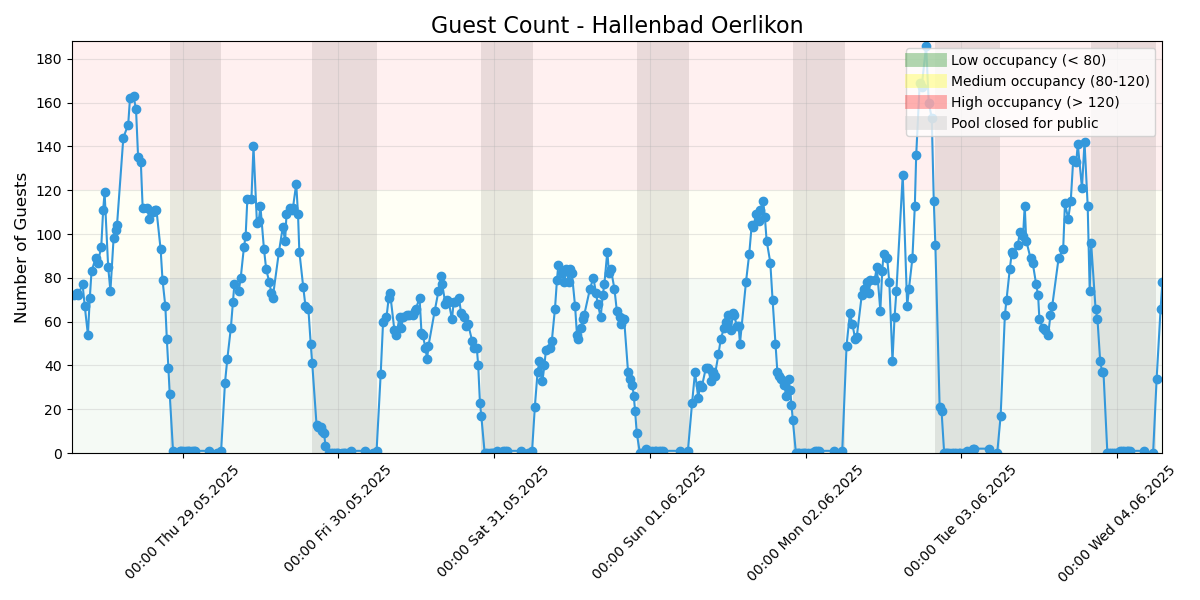 Guest Count - Hallenbad Oerlikon
Number of Guests
180
160
140
120
100
80
60
40
20
0
Low occupancy (< 80)
Medium occupancy (80-120)
High occupancy (> 120)
Pool closed for public
00:00 Thu 29.05.2025
00:00 Fri 30.05.2025
00:00 Sat 31.05.2025
00:00 Sun 01.06.2025
00:00 Mon 02.06.2025
00:00 Tue 03.06.2025
00:00 Wed 04.06.2025